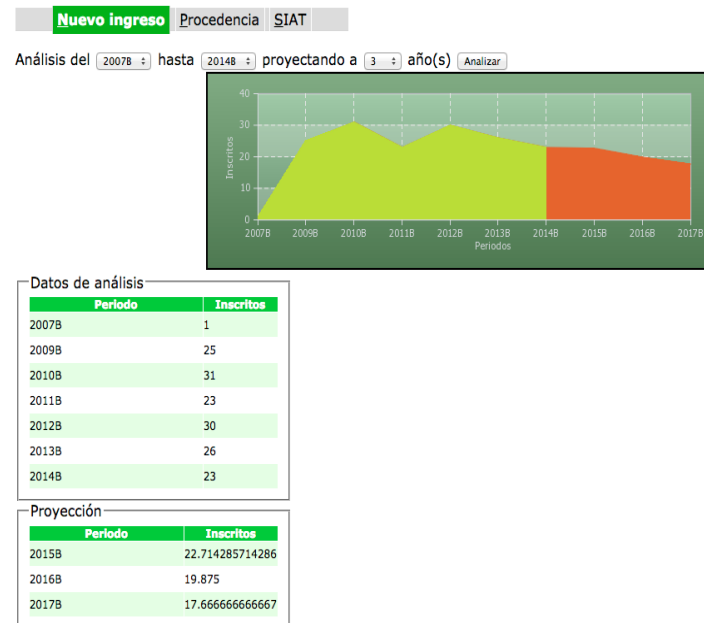 Nuevo ingreso Procedencia SIAT
Análisis del 2007B hasta 2014B proyectando a 3 año(s) Analizar
40
30
20
10
0
Inscritos
2007B 2009B 2010B 2011B 2012B 2013B 2014B 2015B 2016B 2017B
Periodos
Datos de análisis
Periodo Inscritos
2007B 1
2009B 25
2010B 31
2011B 23
2012B 30
2013B 26
2014B 23
Proyección
Periodo Inscritos
2015B 22.714285714286
2016B 19.875
2017B 17.666666666667